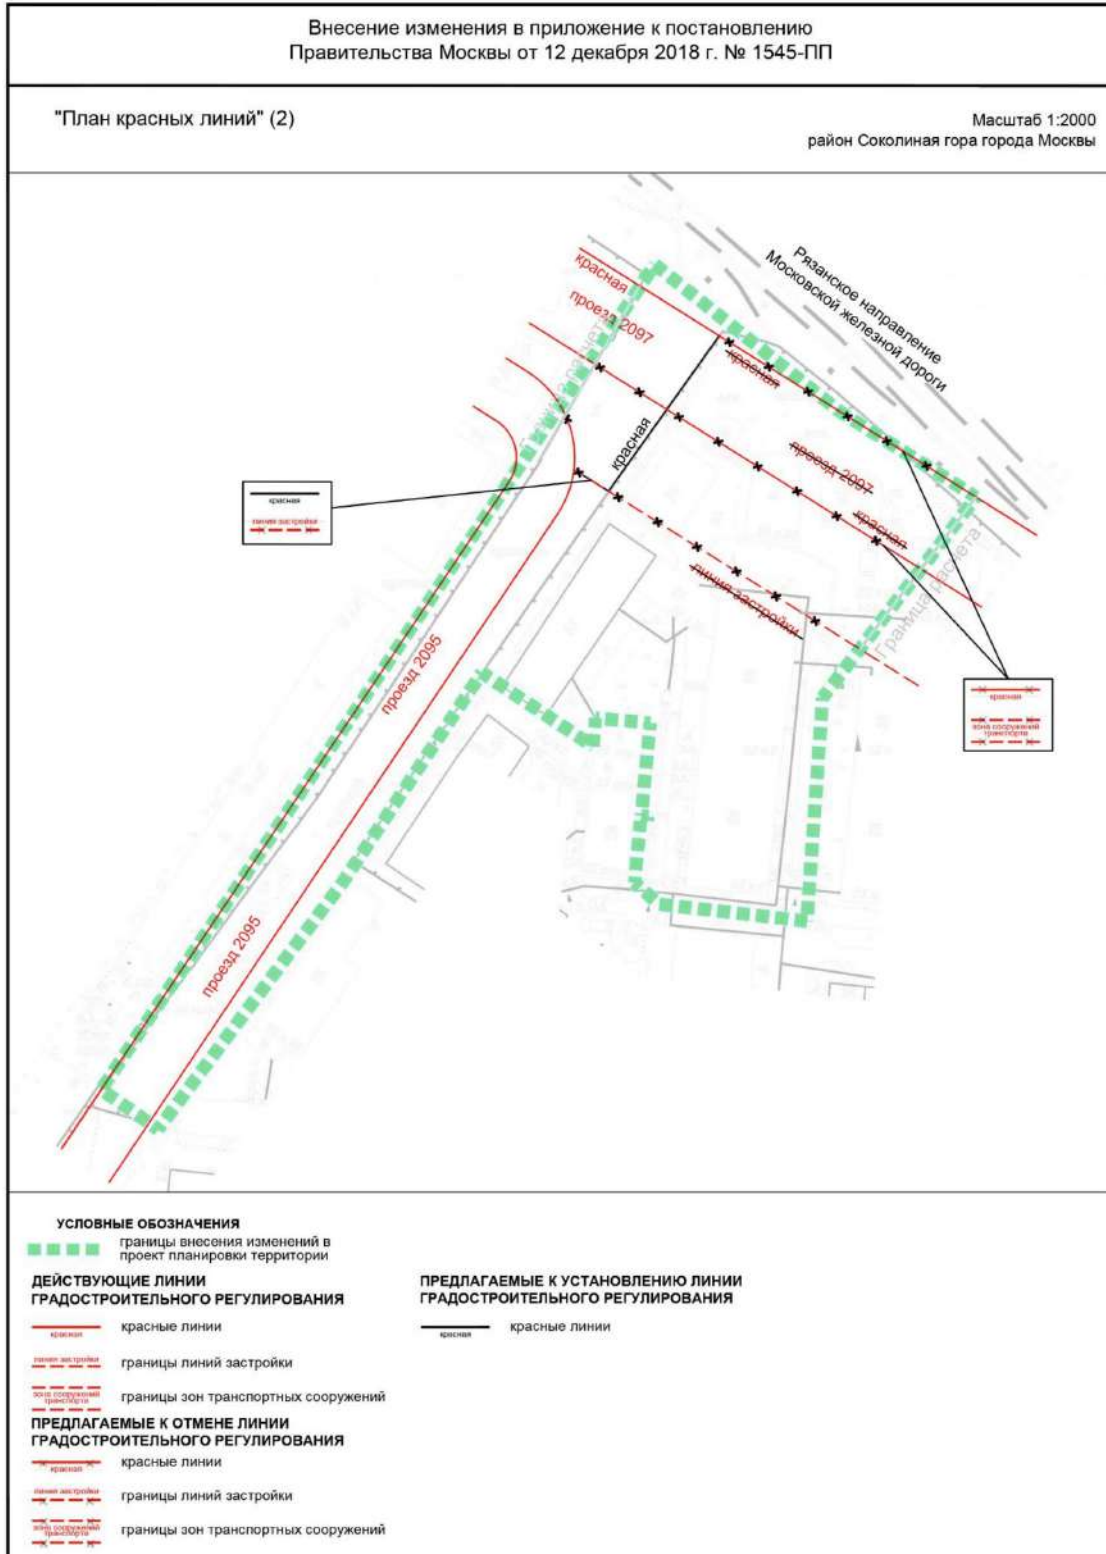 Внесение изменения в приложение к постановлению
Правительства Москвы от 12 декабря 2018 г. № 1545-ПП
"План красных линий" (2)
Масштаб 1:2000
район Соколиная гора города Москвы
Рязанское направление
Московской железной дороги
красная
проезд 2097
Граница расчета
красная
красная
проезд 2097
красная
линия застройки
Граница расчета
красная
линия застройки
красная
зона сооружений
транспорта
проезд 2095
проезд 2095
УСЛОВНЫЕ ОБОЗНАЧЕНИЯ
границы внесения изменений в
проект планировки территории
ДЕЙСТВУЮЩИЕ ЛИНИИ
ГРАДОСТРОИТЕЛЬНОГО РЕГУЛИРОВАНИЯ
красная
красные линии
линия застройки
границы линий застройки
зона сооружений
транспорта
границы зон транспортных сооружений
ПРЕДЛАГАЕМЫЕ К ОТМЕНЕ ЛИНИИ
ГРАДОСТРОИТЕЛЬНОГО РЕГУЛИРОВАНИЯ
красная
красные линии
линия застройки
границы линий застройки
зона сооружений
транспорта
границы зон транспортных сооружений
ПРЕДЛАГАЕМЫЕ К УСТАНОВЛЕНИЮ ЛИНИИ
ГРАДОСТРОИТЕЛЬНОГО РЕГУЛИРОВАНИЯ
красная
красные линии